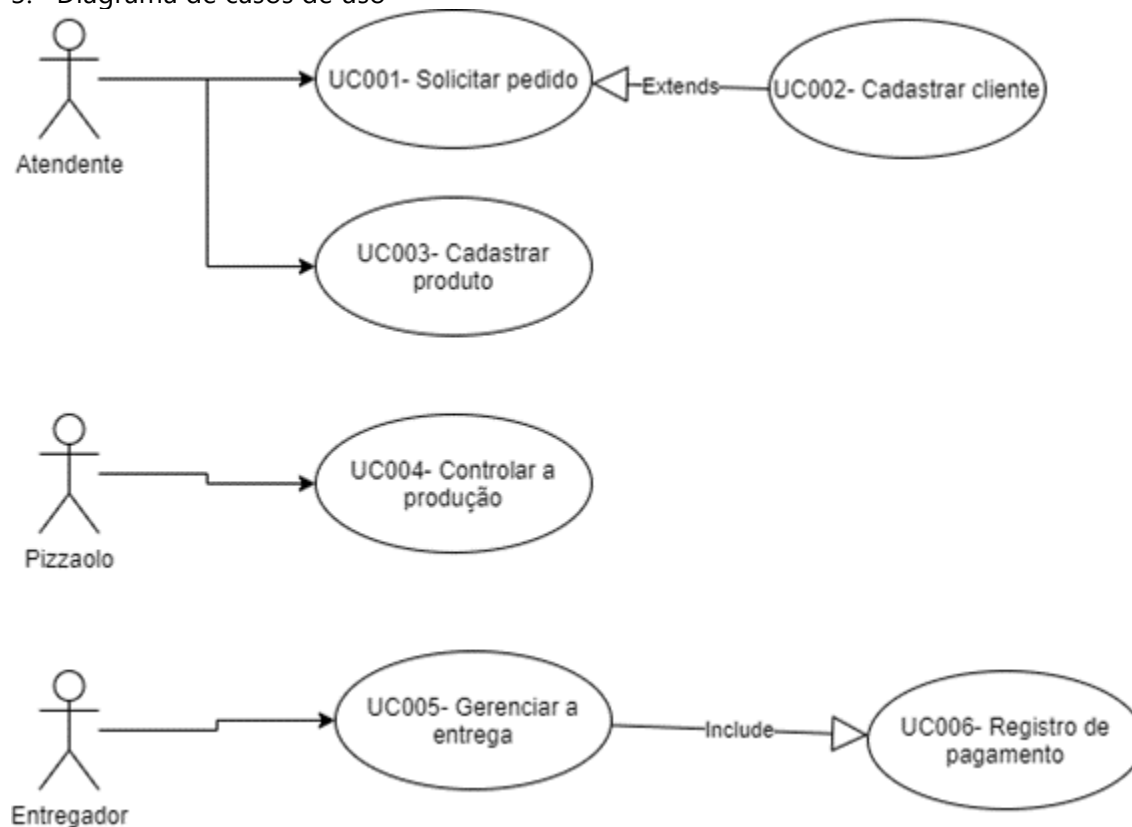 Diagrama de casos de uso
UC001- Solicitar pedido
Extends
UC002- Cadastrar cliente
Atendente
UC003- Cadastrar
produto
UC004- Controlar a
produção
Pizzaolo
UC005- Gerenciar a
entrega
Include
UC006- Registro de
pagamento
Entregador